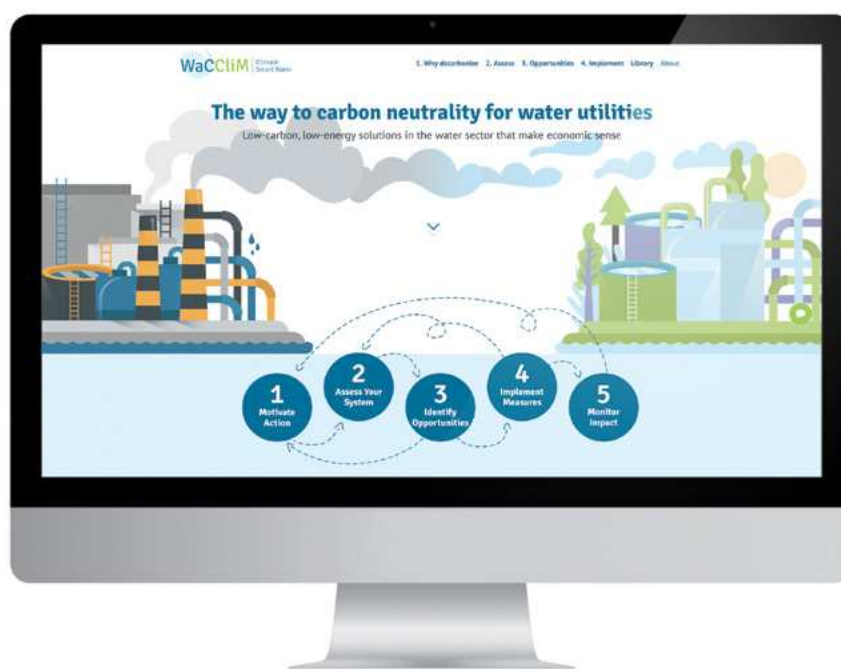 WaCCliM Climate Smart Water
1. Why decarbonise 2. Assess 3. Opportunities 4. Implement Library About
The way to carbon neutrality for water utilities
Low-carbon, low-energy solutions in the water sector that make economic sense
1
Motivate
Action
2
Assess Your
System
3
Identify
Opportunities
4
Implement
Measures
5
Monitor
Impact